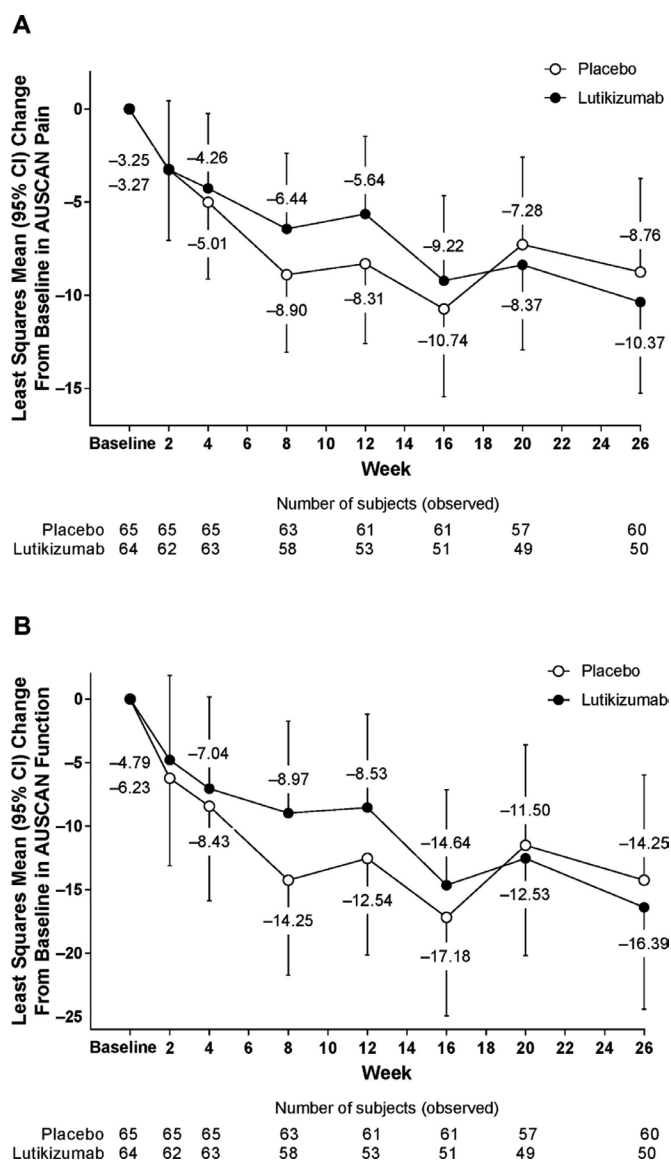 A
Placebo
Lutikizumab
Least Squares Mean (95% CI) Change
From Baseline in AUSCAN Pain
0
–5
–10
–15
–3.25
–3.27
–4.26
–5.01
–6.44
–8.90
–5.64
–8.31
–9.22
–10.74
–7.28
–8.37
–8.76
–10.37
Baseline 2 4 6 8 10 12 14 16 18 20 22 24 26
Week
Number of subjects (observed)
Placebo 65 65 65 63 61 61 57 60
Lutikizumab 64 62 63 58 53 51 49 50
B
Placebo
Lutikizumab
Least Squares Mean (95% CI) Change
From Baseline in AUSCAN Function
0
–5
–10
–15
–20
–25
–4.79
–6.23
–7.04
–8.43
–8.97
–14.25
–8.53
–12.54
–14.64
–17.18
–11.50
–12.53
–14.25
–16.39
Baseline 2 4 6 8 10 12 14 16 18 20 22 24 26
Week
Number of subjects (observed)
Placebo 65 65 65 63 61 61 57 60
Lutikizumab 64 62 63 58 53 51 49 50